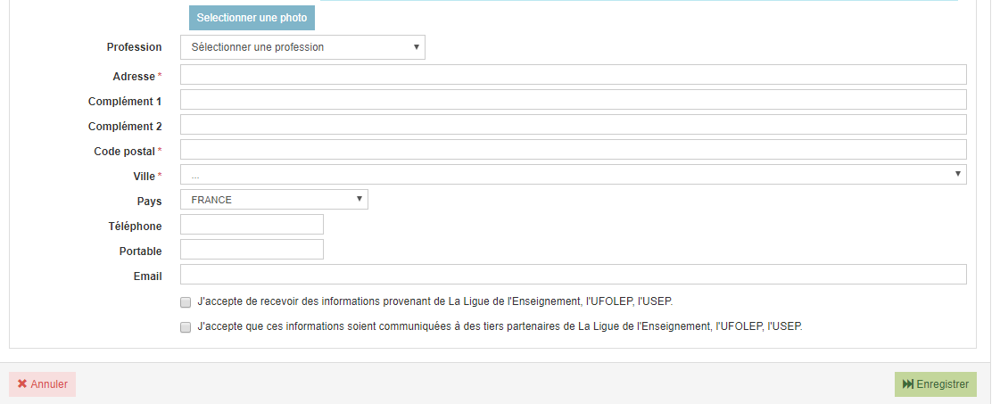 Selectionner une photo
Profession Sélectionner une profession
Adresse *
Complément 1
Complément 2
Code postal *
Ville * ...
Pays FRANCE
Téléphone
Portable
Email
J'accepte de recevoir des informations provenant de La Ligue de l'Enseignement, l'UFOLEP, l'USEP.
J'accepte que ces informations soient communiquées à des tiers partenaires de La Ligue de l'Enseignement, l'UFOLEP, l'USEP.
Annuler Enregistrer